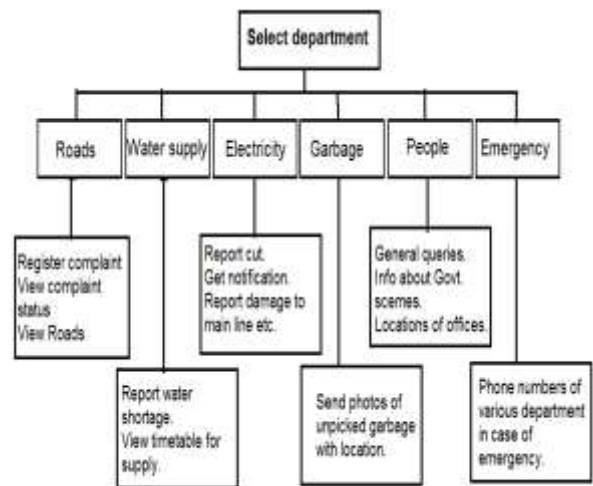 Select department
Roads
Water supply
Electricity
Garbage
People
Emergency
Register complaint
View complaint
status
View Roads
Report water
shortage.
View timetable for
supply.
Report cut.
Get notification.
Report damage to
main line etc.
Send photos of
unpicked garbage
with location.
General queries.
Info about Govt.
scemes.
Locations of offices.
Phone numbers of
various department
in case of
emergency.